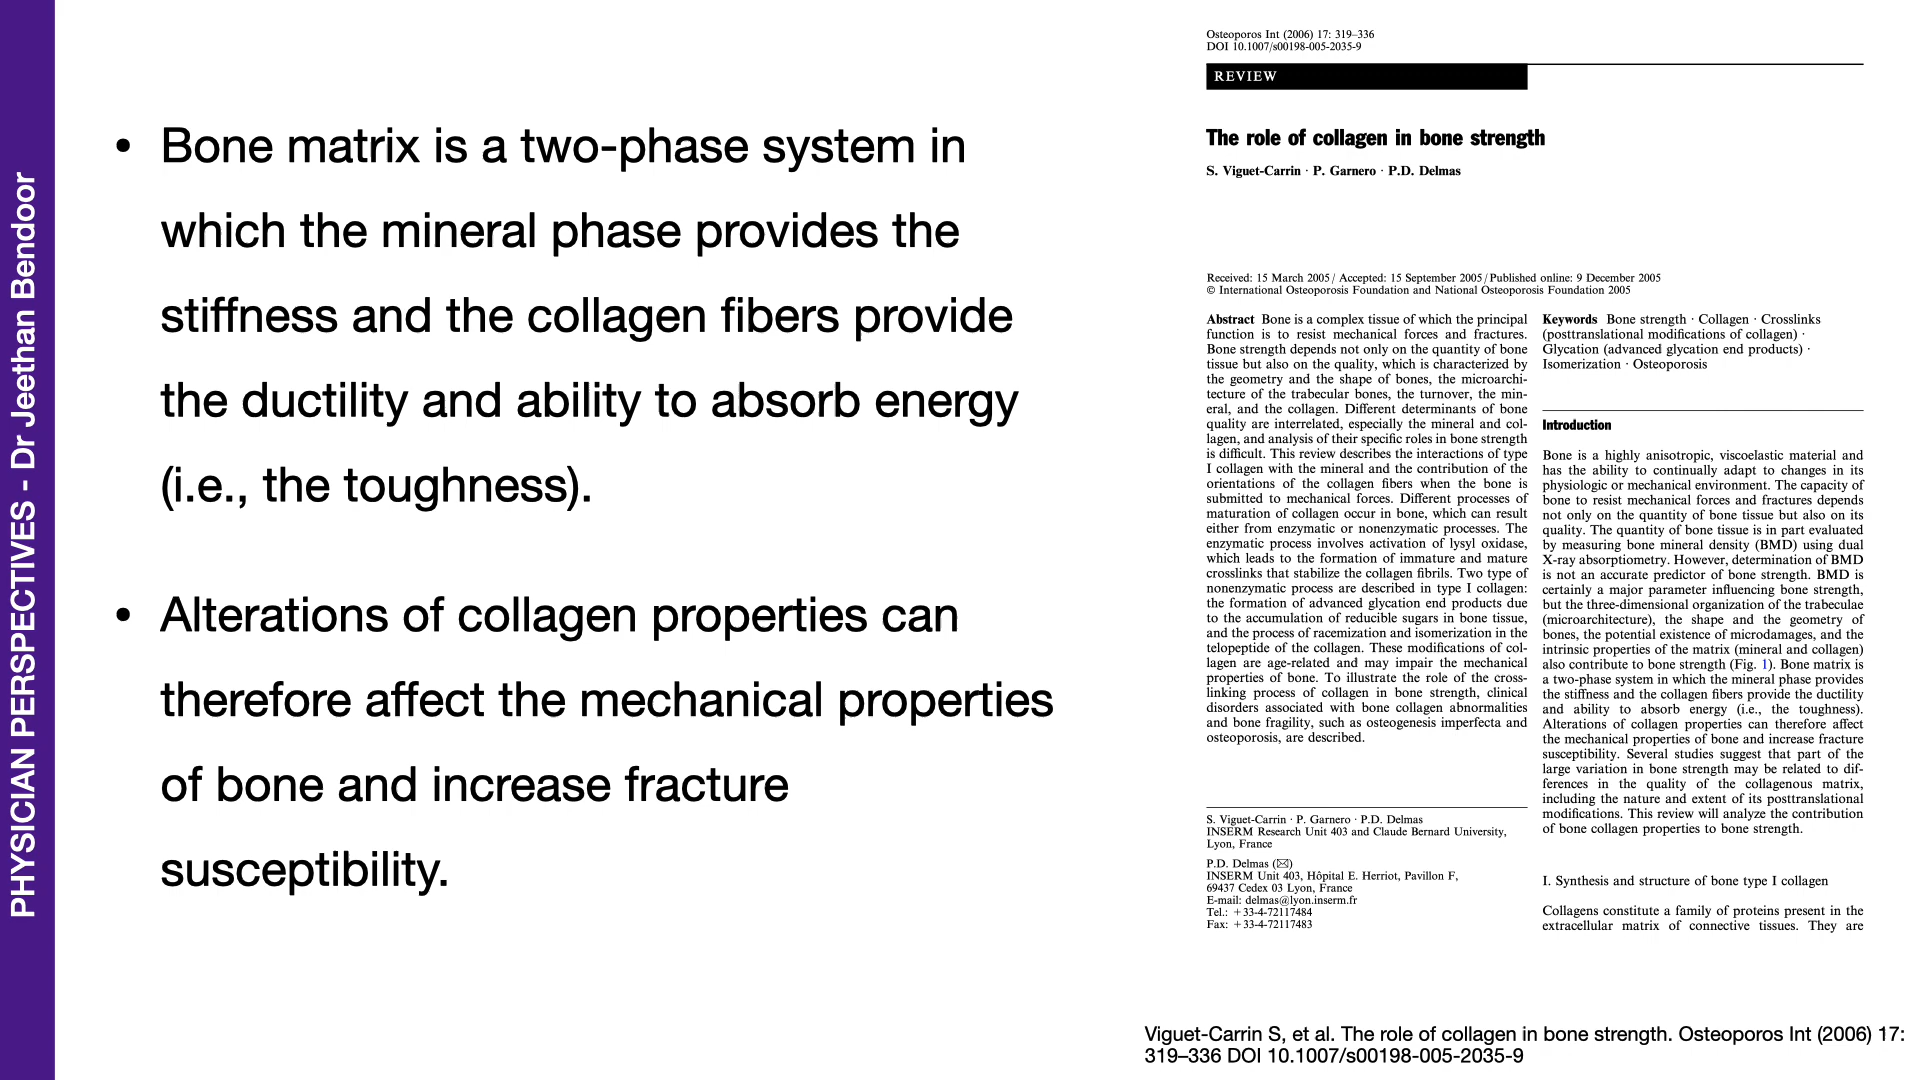 PHYSICIAN PERSPECTIVES - Dr Jeethan Bendoor
• Bone matrix is a two-phase system in
which the mineral phase provides the
stiffness and the collagen fibers provide
the ductility and ability to absorb energy
(i.e., the toughness).
• Alterations of collagen properties can
therefore affect the mechanical properties
of bone and increase fracture
susceptibility.
Osteoporos Int (2006) 17: 319–336
DOI 10.1007/s00198-005-2035-9
REVIEW
The role of collagen in bone strength
S. Viguet-Carrin · P. Garnero · P.D. Delmas
Received: 15 March 2005 / Accepted: 15 September 2005 / Published online: 9 December 2005
© International Osteoporosis Foundation and National Osteoporosis Foundation 2005
Abstract Bone is a complex tissue of which the principal
function is to resist mechanical forces and fractures.
Bone strength depends not only on the quantity of bone
tissue but also on the quality, which is characterized by
the geometry and the shape of bones, the microarchi-
tecture of the trabecular bones, the turnover, the min-
eral, and the collagen. Different determinants of bone
quality are interrelated, especially the mineral and col-
lagen, and analysis of their specific roles in bone strength
is difficult. This review describes the interactions of type
I collagen with the mineral and the contribution of the
orientations of the collagen fibers when the bone is
submitted to mechanical forces. Different processes of
maturation of collagen occur in bone, which can result
either from enzymatic or nonenzymatic processes. The
enzymatic process involves activation of lysyl oxidase,
which leads to the formation of immature and mature
crosslinks that stabilize the collagen fibrils. Two type of
nonenzymatic process are described in type I collagen:
the formation of advanced glycation end products due
to the accumulation of reducible sugars in bone tissue,
and the process of racemization and isomerization in the
telopeptide of the collagen. These modifications of col-
lagen are age-related and may impair the mechanical
properties of bone. To illustrate the role of the cross-
linking process of collagen in bone strength, clinical
disorders associated with bone collagen abnormalities
and bone fragility, such as osteogenesis imperfecta and
osteoporosis, are described.
S. Viguet-Carrin · P. Garnero · P.D. Delmas
INSERM Research Unit 403 and Claude Bernard University,
Lyon, France
P.D. Delmas (✉)
INSERM Unit 403, Hôpital E. Herriot, Pavillon F,
69437 Cedex 03 Lyon, France
E-mail: delmas@lyon.inserm.fr
Tel.: +33-4-72117484
Fax: +33-4-72117483
Keywords Bone strength · Collagen · Crosslinks
(posttranslational modifications of collagen) ·
Glycation (advanced glycation end products) ·
Isomerization · Osteoporosis
Introduction
Bone is a highly anisotropic, viscoelastic material and
has the ability to continually adapt to changes in its
physiologic or mechanical environment. The capacity of
bone to resist mechanical forces and fractures depends
not only on the quantity of bone tissue but also on its
quality. The quantity of bone tissue is in part evaluated
by measuring bone mineral density (BMD) using dual
X-ray absorptiometry. However, determination of BMD
is not an accurate predictor of bone strength. BMD is
certainly a major parameter influencing bone strength,
but the three-dimensional organization of the trabeculae
(microarchitecture), the shape and the geometry of
bones, the potential existence of microdamages, and the
intrinsic properties of the matrix (mineral and collagen)
also contribute to bone strength (Fig. 1). Bone matrix is
a two-phase system in which the mineral phase provides
the stiffness and the collagen fibers provide the ductility
and ability to absorb energy (i.e., the toughness).
Alterations of collagen properties can therefore affect
the mechanical properties of bone and increase fracture
susceptibility. Several studies suggest that part of the
large variation in bone strength may be related to dif-
ferences in the quality of the collagenous matrix,
including the nature and extent of its posttranslational
modifications. This review will analyze the contribution
of bone collagen properties to bone strength.
I. Synthesis and structure of bone type I collagen
Collagens constitute a family of proteins present in the
extracellular matrix of connective tissues. They are
Viguet-Carrin S, et al. The role of collagen in bone strength. Osteoporos Int (2006) 17:
319–336 DOI 10.1007/s00198-005-2035-9